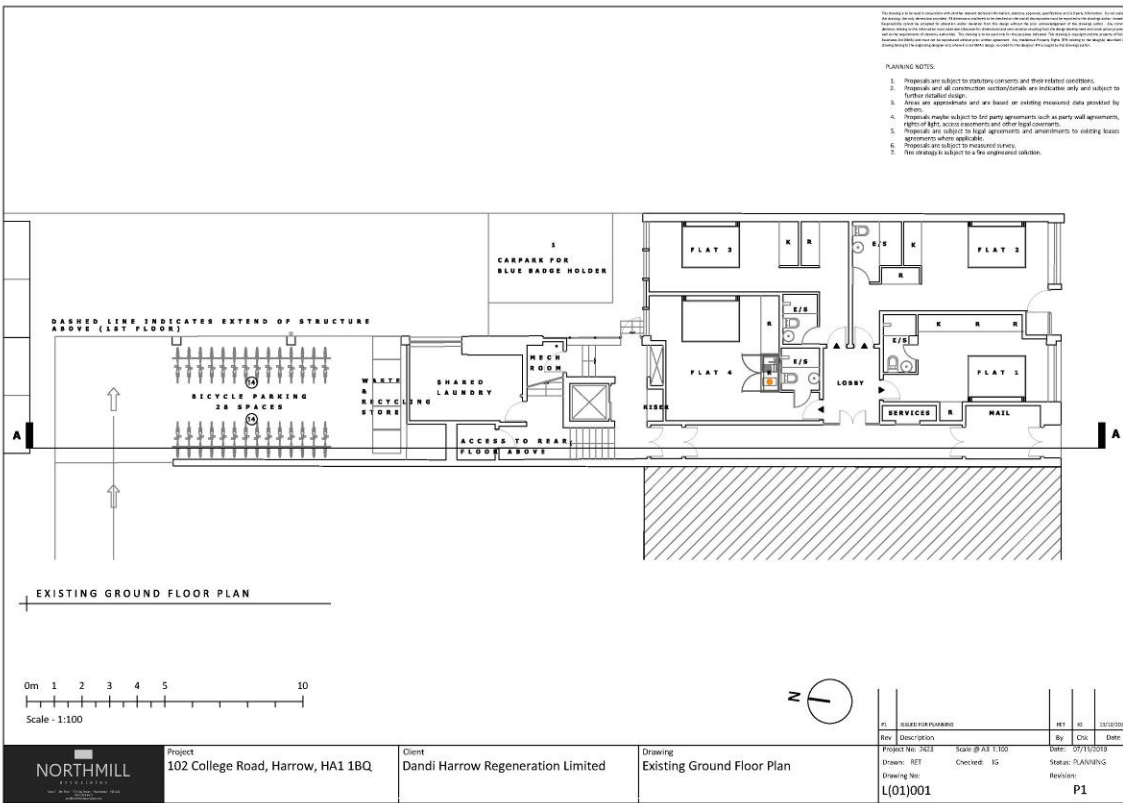 PLANNING NOTES:
1. Proposals are subject to statutory consents and their related conditions.
2. Proposals and all construction section/details are indicative only and subject to
further detailed design.
3. Areas are approximate and are based on existing measured data provided by
others.
4. Proposals maybe subject to 3rd party agreements such as party wall agreements,
rights of light, access easements and other legal covenants.
5. Proposals are subject to legal agreements and amendments to existing leases
agreements where applicable.
6. Proposals are subject to measured survey.
7. Fire strategy is subject to a fire engineered solution.
1
CARPARK FOR
BLUE BADGE HOLDER
FLAT 3
K
R
E/S
K
R
FLAT 2
DASHED LINE INDICATES EXTEND OF STRUCTURE
ABOVE (1ST FLOOR)
14
BICYCLE PARKING
28 SPACES
14
WASTE
&
RECYCLING
STORE
SHARED
LAUNDRY
MECH
ROOM
ACCESS TO REAR
FLOOR ABOVE
RISER
FLAT 4
R
R
E/S
E/S
LOBBY
E/S
K
R
R
FLAT 1
SERVICES
R
MAIL
A
A
EXISTING GROUND FLOOR PLAN
0m 1 2 3 4 5 10
Scale - 1:100
N
P1 ISSUED FOR PLANNING RET IG
Rev Description By Chk Date
NORTHMILL
ASSOCIATES
Project
102 College Road, Harrow, HA1 1BQ
Client
Dandi Harrow Regeneration Limited
Drawing
Existing Ground Floor Plan
Project No: 2623 Scale @ A3 1:100 Date: 07/11/2019
Drawn: RET Checked: IG Status: PLANNING
Drawing No: Revision:
L(01)001 P1